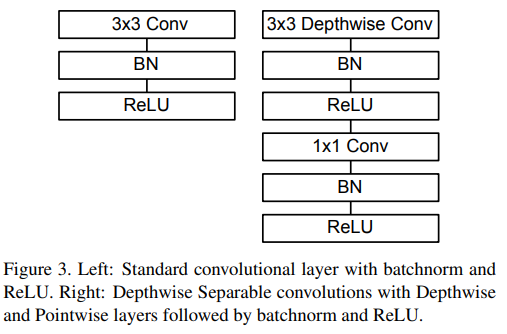 3x3 Conv
BN
ReLU
3x3 Depthwise Conv
BN
ReLU
1x1 Conv
BN
ReLU
Figure 3. Left: Standard convolutional layer with batchnorm and
ReLU. Right: Depthwise Separable convolutions with Depthwise
and Pointwise layers followed by batchnorm and ReLU.